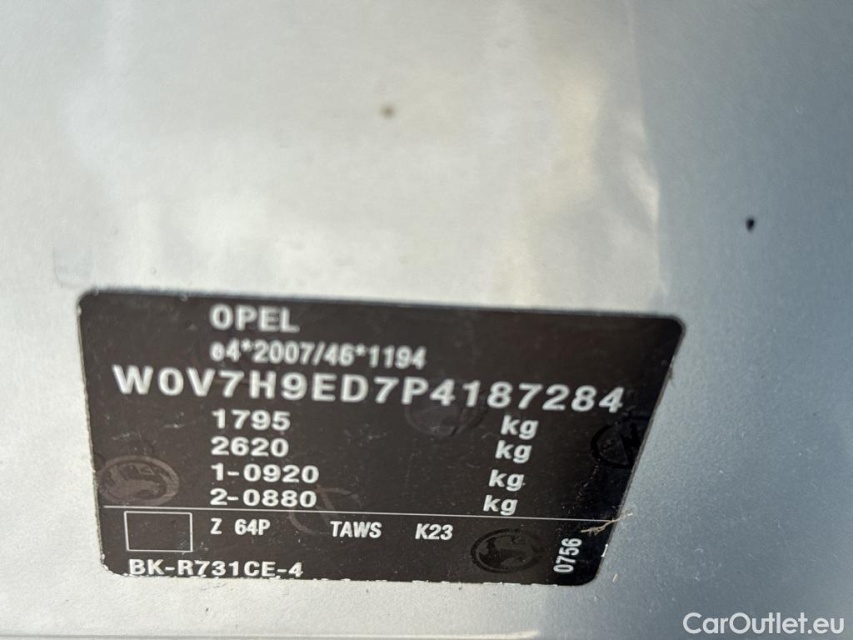 OPEL
e4*2007/46*1194
W0V7H9ED7P4187284
1795 kg
2620 kg
1-0920 kg
2-0880 kg
Z 64P TAWS K23
0756
BK-R731CE-4
CarOutlet.eu